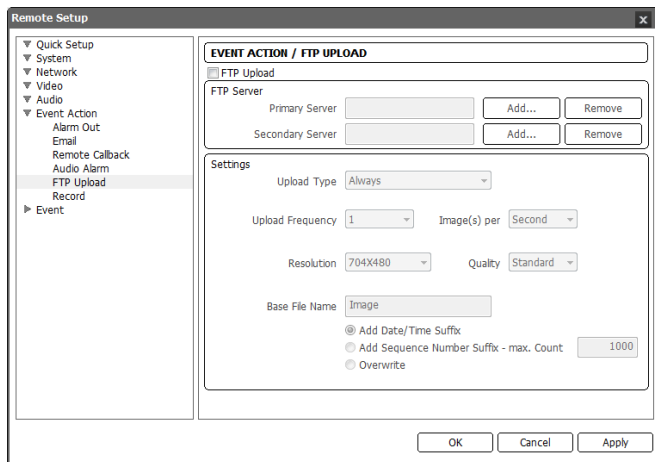 Remote Setup
x
Quick Setup
System
Network
Video
Audio
Event Action
Alarm Out
Email
Remote Callback
Audio Alarm
FTP Upload
Record
Event
EVENT ACTION / FTP UPLOAD
FTP Upload
FTP Server
Primary Server Add... Remove
Secondary Server Add... Remove
Settings
Upload Type Always
Upload Frequency 1 Image(s) per Second
Resolution 704X480 Quality Standard
Base File Name Image
Add Date/Time Suffix
Add Sequence Number Suffix - max. Count 1000
Overwrite
OK Cancel Apply